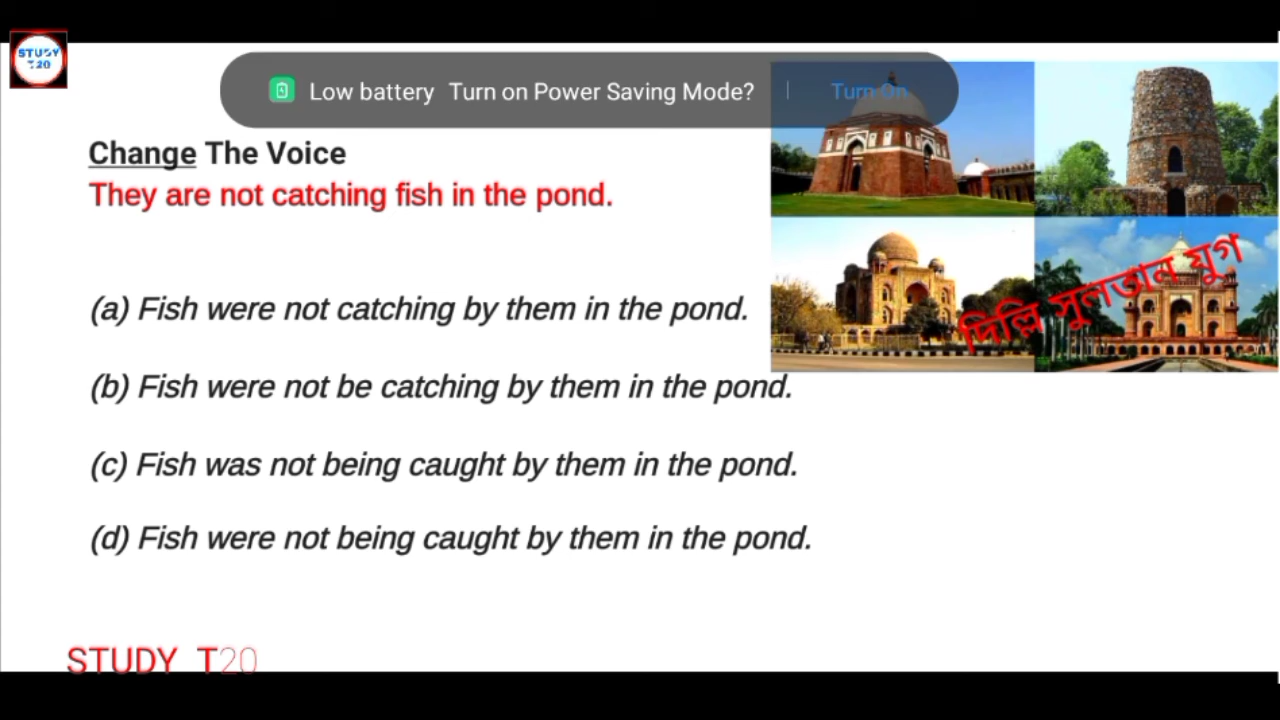 STUDY
T20
Low battery Turn on Power Saving Mode? Turn On
Change The Voice
They are not catching fish in the pond.
দিল্লি সুলতান যুগ
(a) Fish were not catching by them in the pond.
(b) Fish were not be catching by them in the pond.
(c) Fish was not being caught by them in the pond.
(d) Fish were not being caught by them in the pond.
STUDY T20